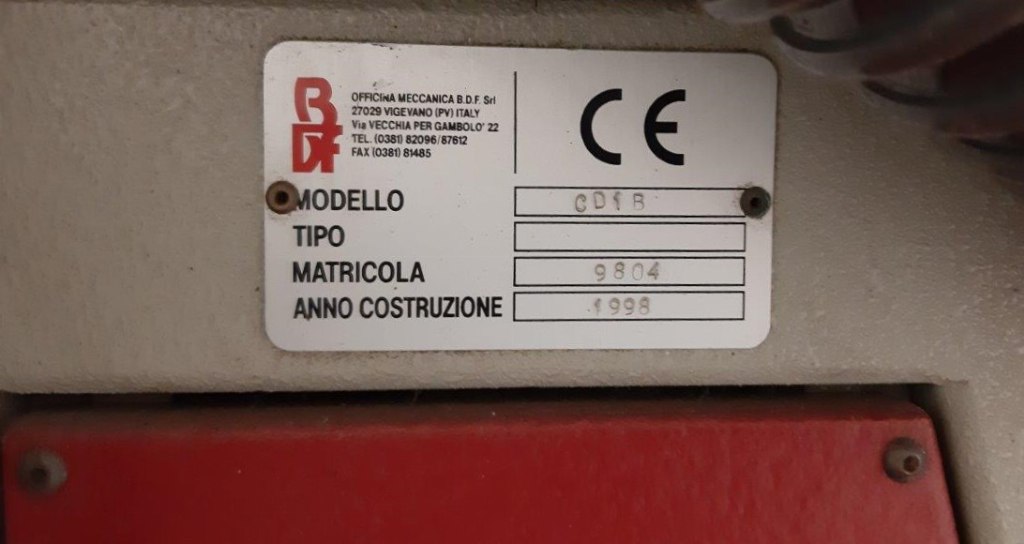 BDF
OFFICINA MECCANICA B.D.F. Srl
27029 VIGEVANO (PV) ITALY
Via VECCHIA PER GAMBOLO' 22
TEL. (0381) 82096/87612
FAX (0381) 81485
CE
MODELLO CD1B
TIPO
MATRICOLA 9804
ANNO COSTRUZIONE 1998